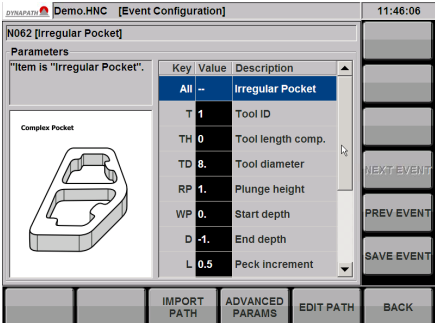 DYNAPATH Demo.HNC [Event Configuration] 11:46:06
N062 [Irregular Pocket]
Parameters
"Item is "Irregular Pocket".
Key Value Description
All -- Irregular Pocket
T 1 Tool ID
TH 0 Tool length comp.
TD 8. Tool diameter
RP 1. Plunge height
WP 0. Start depth
D -1. End depth
L 0.5 Peck increment
Complex Pocket
NEXT EVENT
PREV EVENT
SAVE EVENT
IMPORT PATH
ADVANCED PARAMS
EDIT PATH
BACK